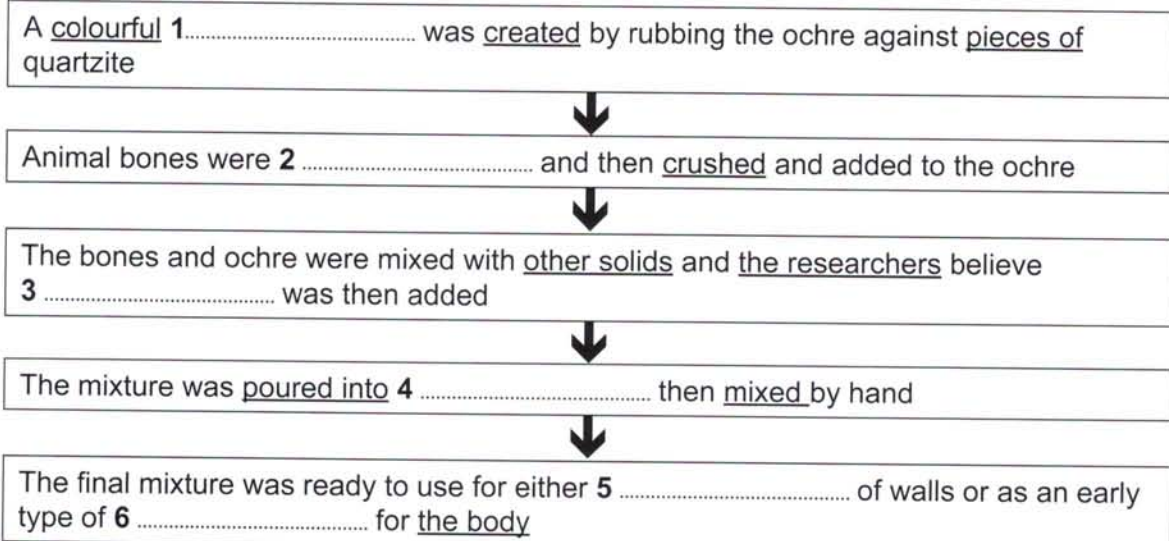 A colourful 1.................................... was created by rubbing the ochre against pieces of
quartzite
Animal bones were 2 .................................... and then crushed and added to the ochre
The bones and ochre were mixed with other solids and the researchers believe
3 .................................... was then added
The mixture was poured into 4 .................................... then mixed by hand
The final mixture was ready to use for either 5 .................................... of walls or as an early
type of 6 .................................... for the body